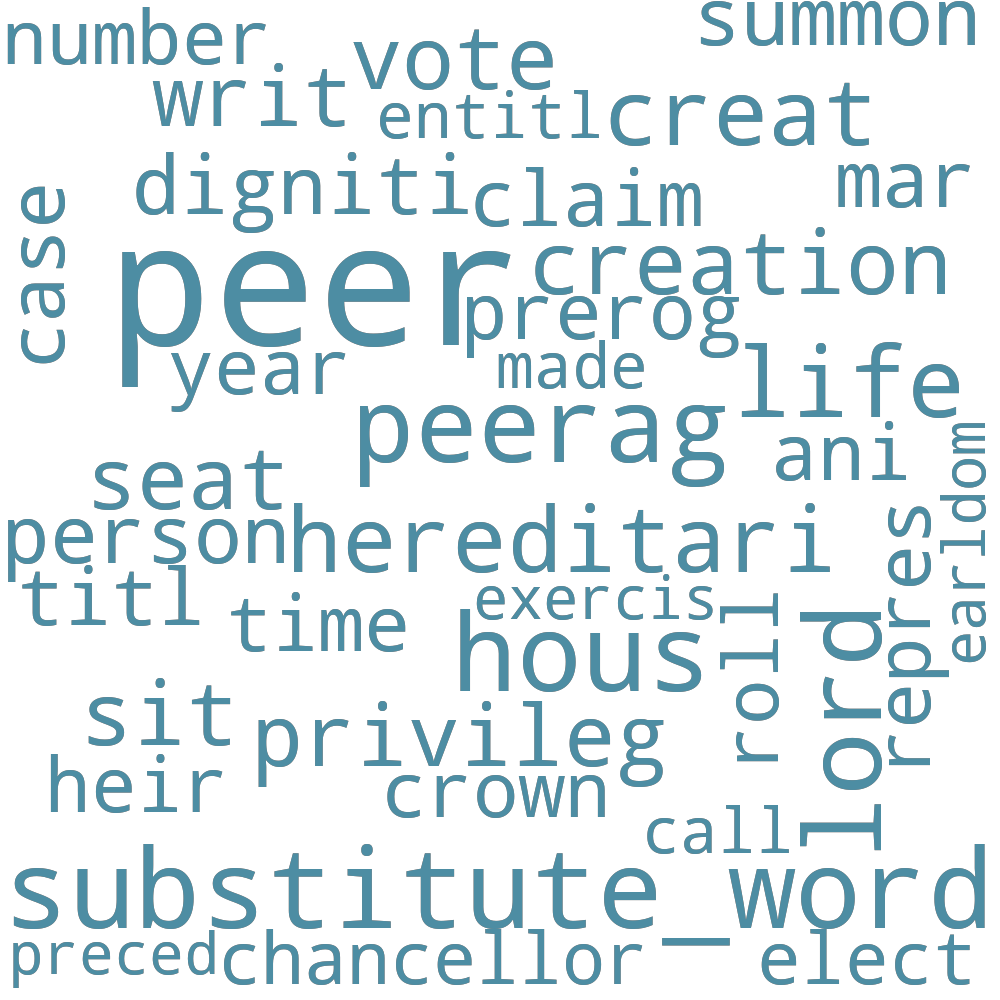 number
summon
vote
writ
entitl
creat
digniti
claim
mar
case
peer
creation
prerog
year
made
life
peerag
ani
earldom
seat
person
hereditari
repres
titl
time
exercis
hous
roll
lord
sit
privileg
heir
crown
call
substitute_word
preced
chancellor
elect